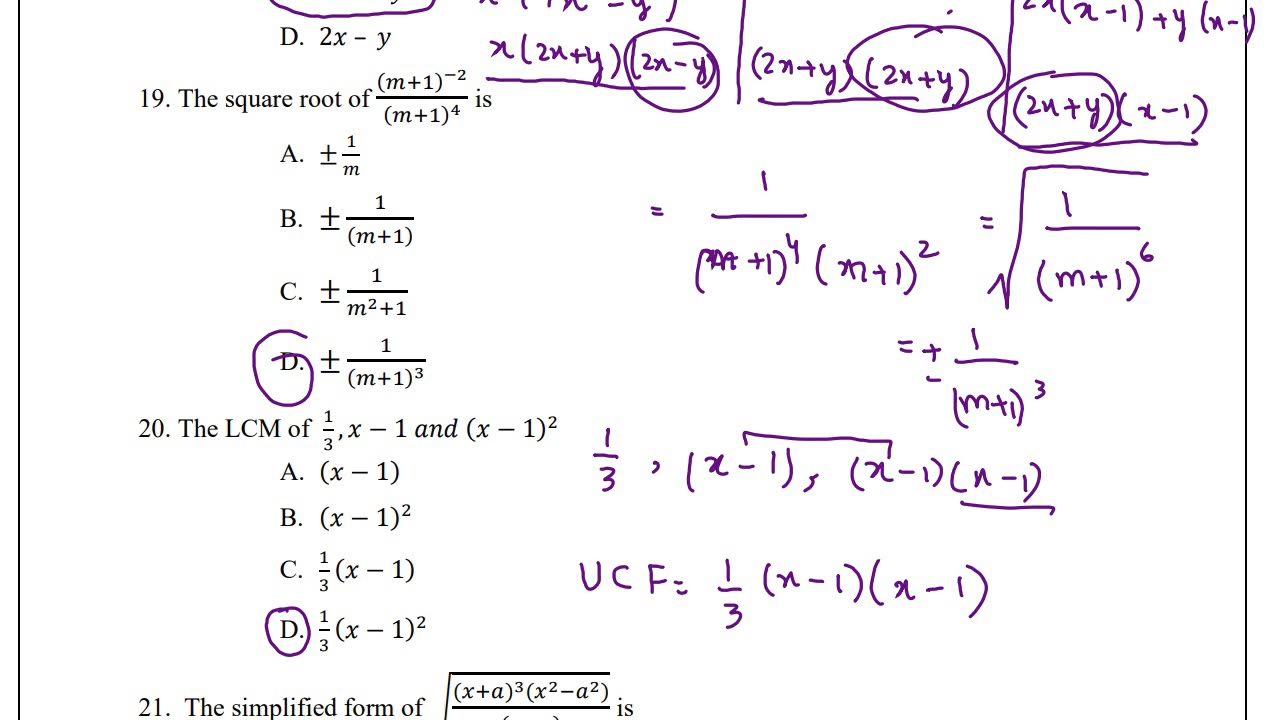 D. 2x – y
x(2x+y)(2x-y)
(2x+y)(2x+y)
2x(x-1)+y(x-1)
(2x+y)(x-1)
19. The square root of (m+1)⁻²/(m+1)⁴ is
A. ± 1/m
B. ± 1/(m+1)
C. ± 1/m²+1
D. ± 1/(m+1)³
= 1/(m+1)⁴(m+1)²
= √1/(m+1)⁶
= ± 1/(m+1)³
20. The LCM of 1/3, x – 1 and (x – 1)²
A. (x – 1)
B. (x – 1)²
C. 1/3 (x – 1)
D. 1/3 (x – 1)²
1/3 , (x-1), (x-1)(x-1)
UCF= 1/3 (x-1)(x-1)
21. The simplified form of √(x+a)³(x²−a²) is